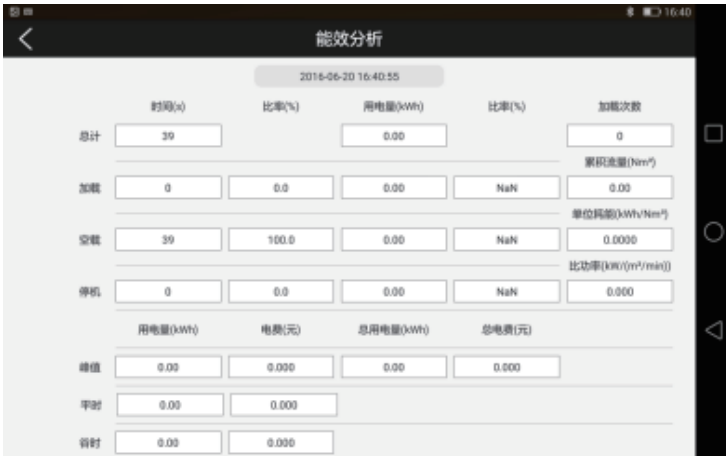 16:40
能效分析
2016-06-20 16:40:55
时间(s) 比率(%) 用电量(kWh) 比率(%) 加载次数
总计 39 0.00 0
累积流量(Nm³)
加载 0 0.0 0.00 NaN 0.00
单位耗能(kWh/Nm³)
空载 39 100.0 0.00 NaN 0.0000
比功率(kW/(m³/min))
停机 0 0.0 0.00 NaN 0.000
用电量(kWh) 电费(元) 总用电量(kWh) 总电费(元)
峰值 0.00 0.000 0.00 0.000
平时 0.00 0.000
谷时 0.00 0.000